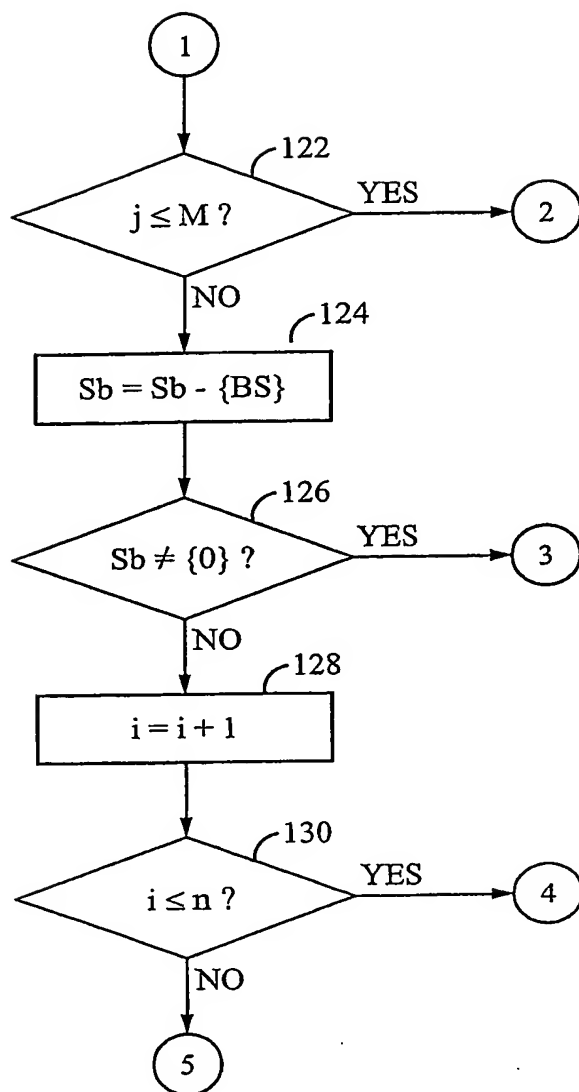 1
122
j ≤ M ?
YES
2
NO
124
Sb = Sb - {BS}
126
Sb ≠ {0} ?
YES
3
NO
128
i = i + 1
130
i ≤ n ?
YES
4
NO
5